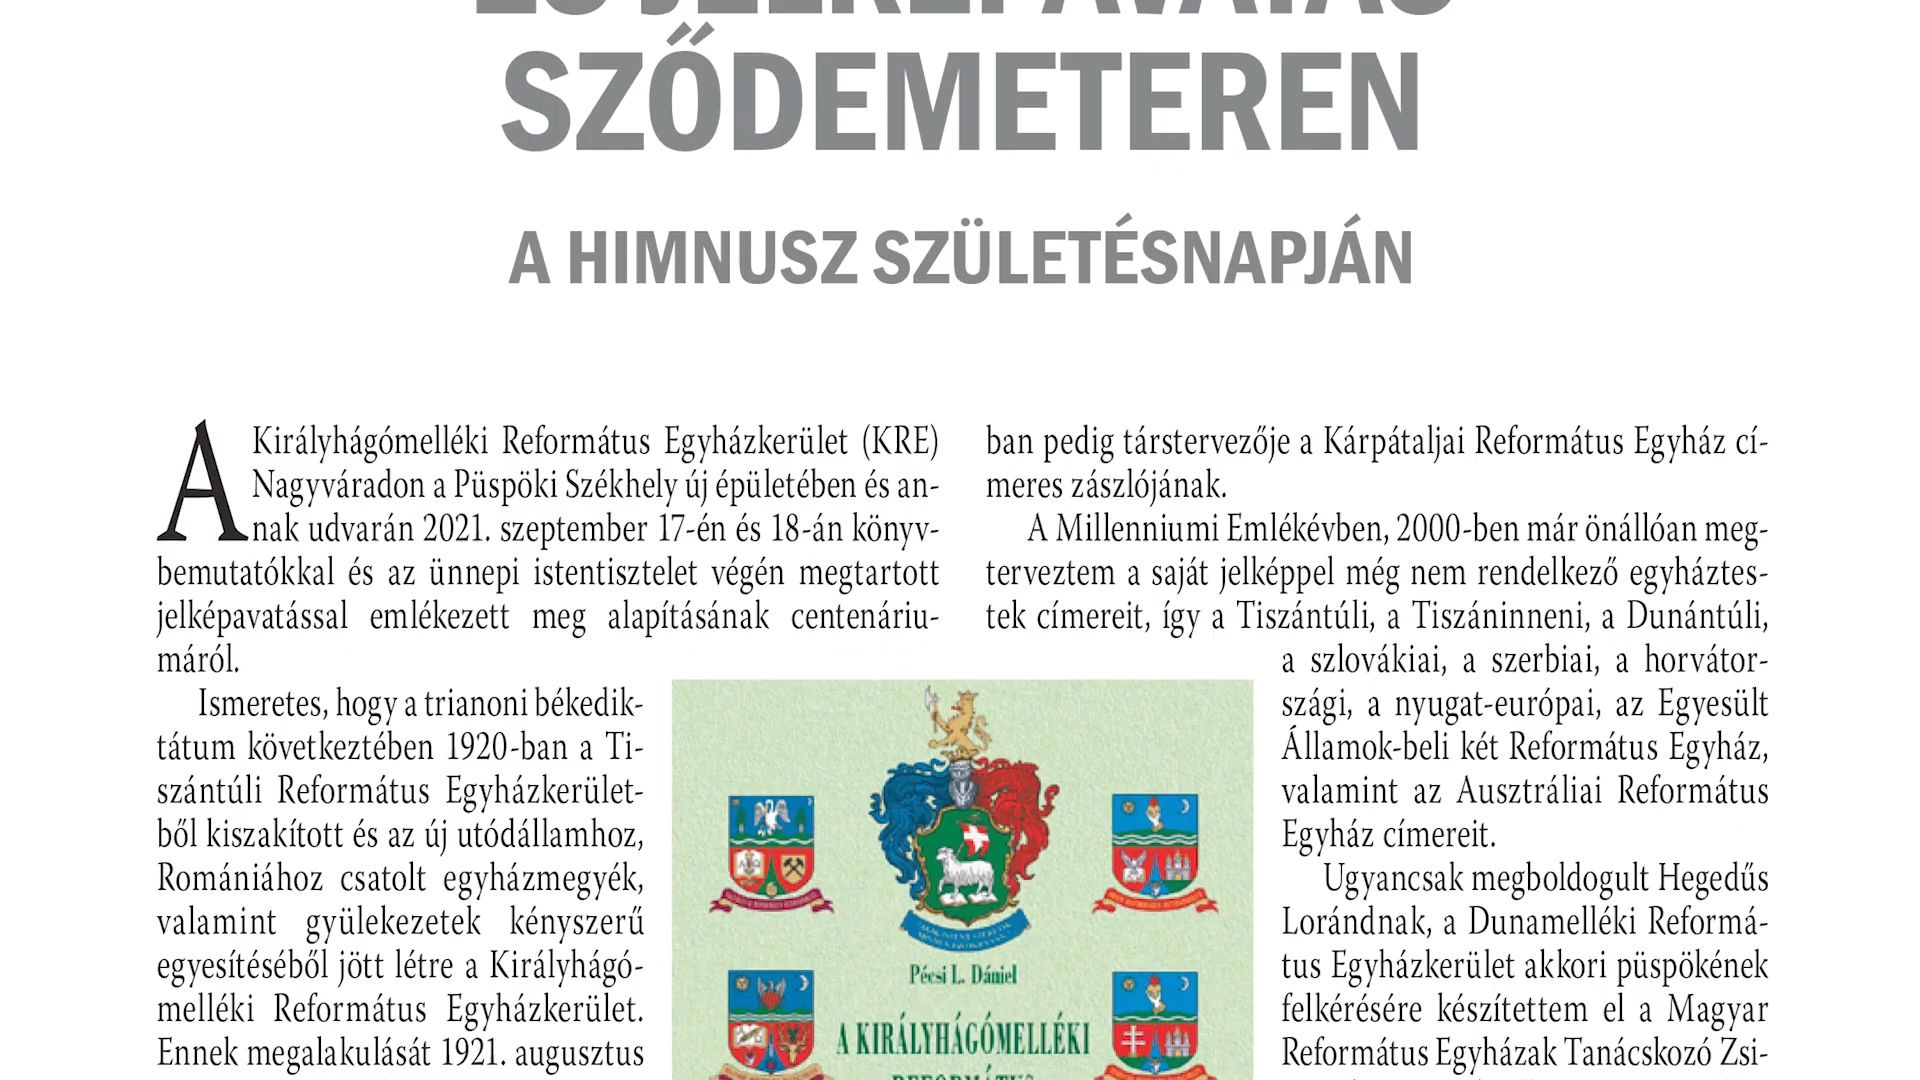 ÉS JELKÉPAVATÁS
SZŐDEMETEREN
A HIMNUSZ SZÜLETÉSNAPJÁN
A Királyhágómelléki Református Egyházkerület (KRE)
Nagyváradon a Püspöki Székhely új épületében és an-
nak udvarán 2021. szeptember 17-én és 18-án könyv-
bemutatókkal és az ünnepi istentisztelet végén megtartott
jelképavatással emlékezett meg alapításának centenáriu-
máról.
Ismeretes, hogy a trianoni békedik-
tátum következtében 1920-ban a Ti-
szántúli Református Egyházkerület-
ből kiszakított és az új utódállamhoz,
Romániához csatolt egyházmegyék,
valamint gyülekezetek kényszerű
egyesítéséből jött létre a Királyhágó-
melléki Református Egyházkerület.
Ennek megalakulását 1921. augusztus
Pécsi L. Dániel
A KIRÁLYHÁGÓMELLÉKI
REFORMÁTUS
ban pedig társtervezője a Kárpátaljai Református Egyház cí-
meres zászlójának.
A Millenniumi Emlékévben, 2000-ben már önállóan meg-
terveztem a saját jelképpel még nem rendelkező egyháztes-
tek címereit, így a Tiszántúli, a Tiszáninneni, a Dunántúli,
a szlovákiai, a szerbiai, a horvátor-
szági, a nyugat-európai, az Egyesült
Államok-beli két Református Egyház,
valamint az Ausztráliai Református
Egyház címereit.
Ugyancsak megboldogult Hegedűs
Lorándnak, a Dunamelléki Reformá-
tus Egyházkerület akkori püspökének
felkérésére készítettem el a Magyar
Református Egyházak Tanácskozó Zsi-